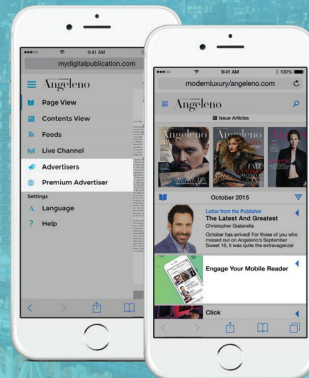 9:41 AM
mydigitalpublication.com
Angeleno
Page View
Contents View
Feeds
Live Channel
Advertisers
Premium Advertiser
Settings
Language
Help
9:41 AM
100%
modernluxury/angeleno.com
Angeleno
Issue Articles
Angeleno
Angeleno
October 2015
Letter from the Publisher
The Latest And Greatest
Christopher Gialanella
October has arrived! For those of you who
missed out on Angeleno's September
Sweet 16, it was quite the extravaganza!
Engage Your Mobile Reader
Click